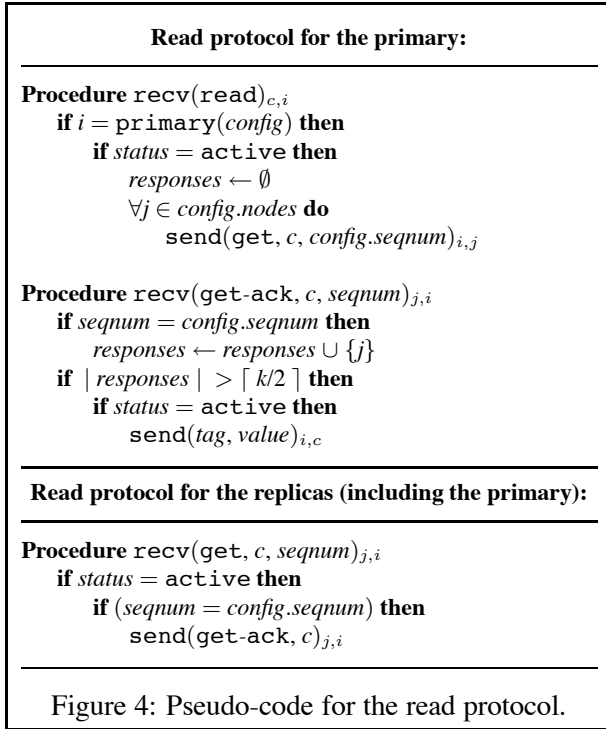 Read protocol for the primary:
Procedure recv(read)c,i
if i = primary(config) then
if status = active then
responses ← ∅
∀j ∈ config.nodes do
send(get, c, config.seqnum)i,j
Procedure recv(get-ack, c, seqnum)j,i
if seqnum = config.seqnum then
responses ← responses ∪ {j}
if | responses | > ⌈ k/2 ⌉ then
if status = active then
send(tag, value)i,c
Read protocol for the replicas (including the primary):
Procedure recv(get, c, seqnum)j,i
if status = active then
if (seqnum = config.seqnum) then
send(get-ack, c)j,i
Figure 4: Pseudo-code for the read protocol.